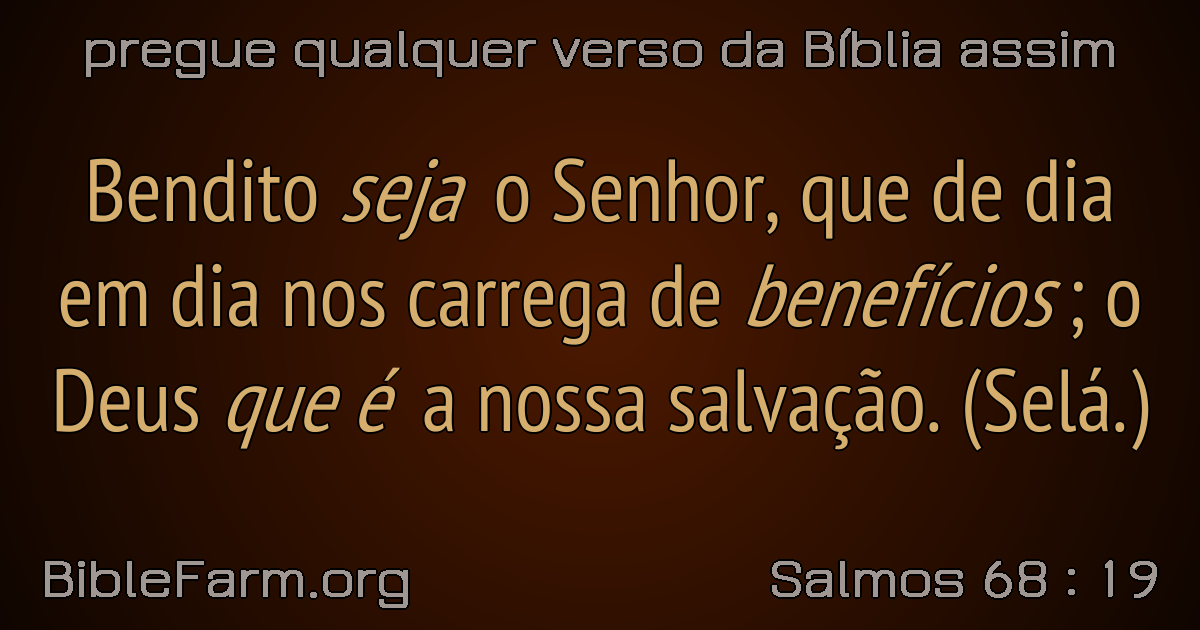 pregue qualquer verso da Bíblia assim
Bendito seja o Senhor, que de dia
em dia nos carrega de benefícios; o
Deus que é a nossa salvação. (Selá.)
BibleFarm.org
Salmos 68 : 19